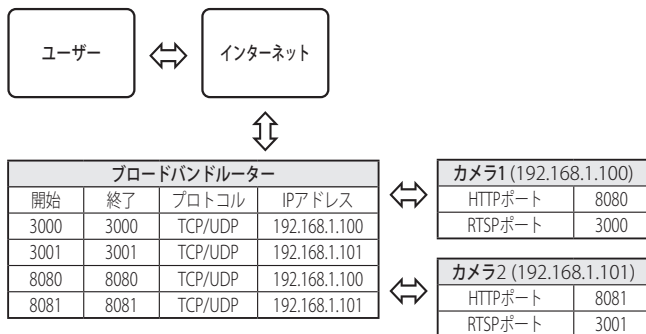 ユーザー
インターネット
ブロードバンドルーター
開始 終了 プロトコル IPアドレス
3000 3000 TCP/UDP 192.168.1.100
3001 3001 TCP/UDP 192.168.1.101
8080 8080 TCP/UDP 192.168.1.100
8081 8081 TCP/UDP 192.168.1.101
カメラ1 (192.168.1.100)
HTTPポート 8080
RTSPポート 3000
カメラ2 (192.168.1.101)
HTTPポート 8081
RTSPポート 3001